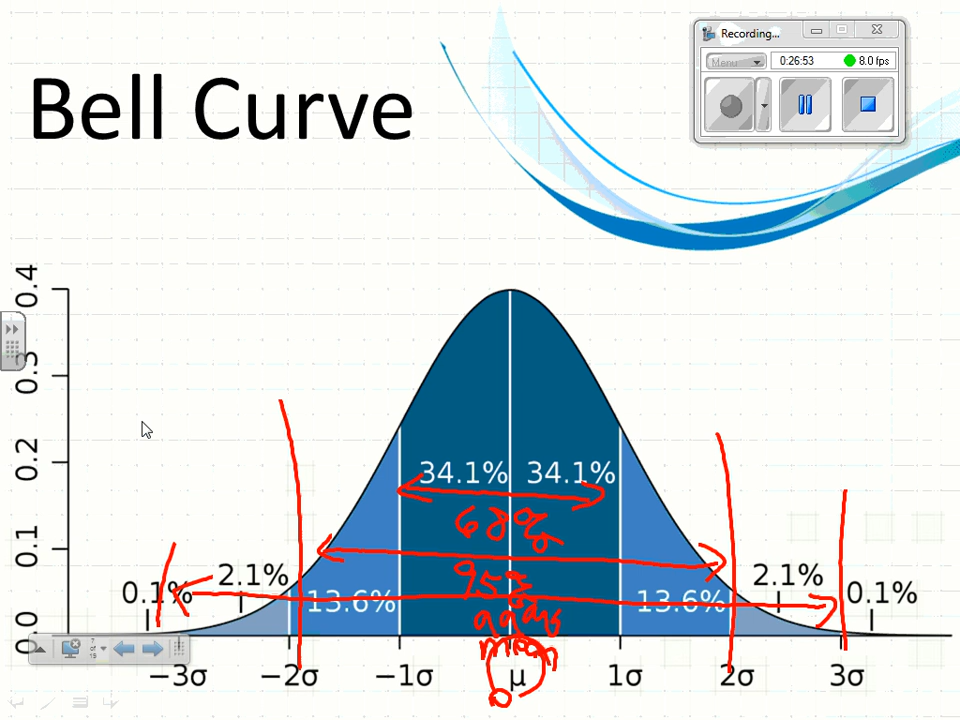 Recording...
Menu 0:26:53 8.0 fps
Bell Curve
0.4
0.3
0.2
0.1
0.0
34.1% 34.1%
68%
95%
0.1% 2.1% 13.6% 13.6% 2.1% 0.1%
99%
mean
7 of 15
−3σ −2σ −1σ μ 1σ 2σ 3σ
0